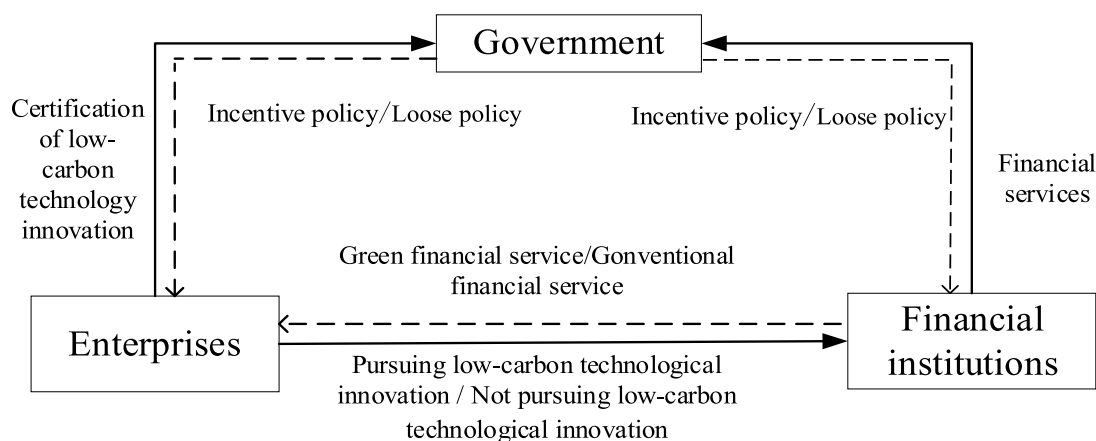 Government
Certification
of low-
carbon
technology
innovation
Incentive policy/Loose policy
Incentive policy/Loose policy
Financial
services
Green financial service/Gonventional
financial service
Enterprises
Financial
institutions
Pursuing low-carbon technological
innovation / Not pursuing low-carbon
technological innovation